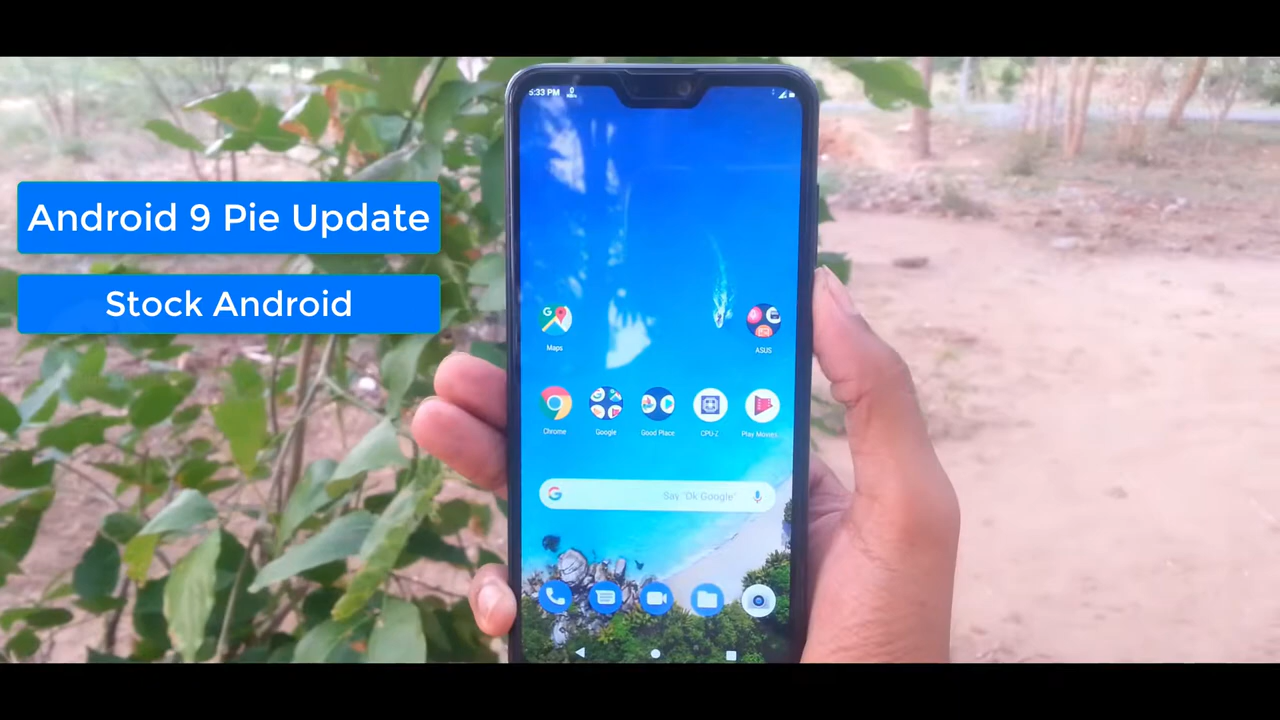 Android 9 Pie Update
Stock Android
5:33 PM 0
Maps
ASUS
Chrome
Google
Good Place
CPU-Z
Play Movies
Say "Ok Google"